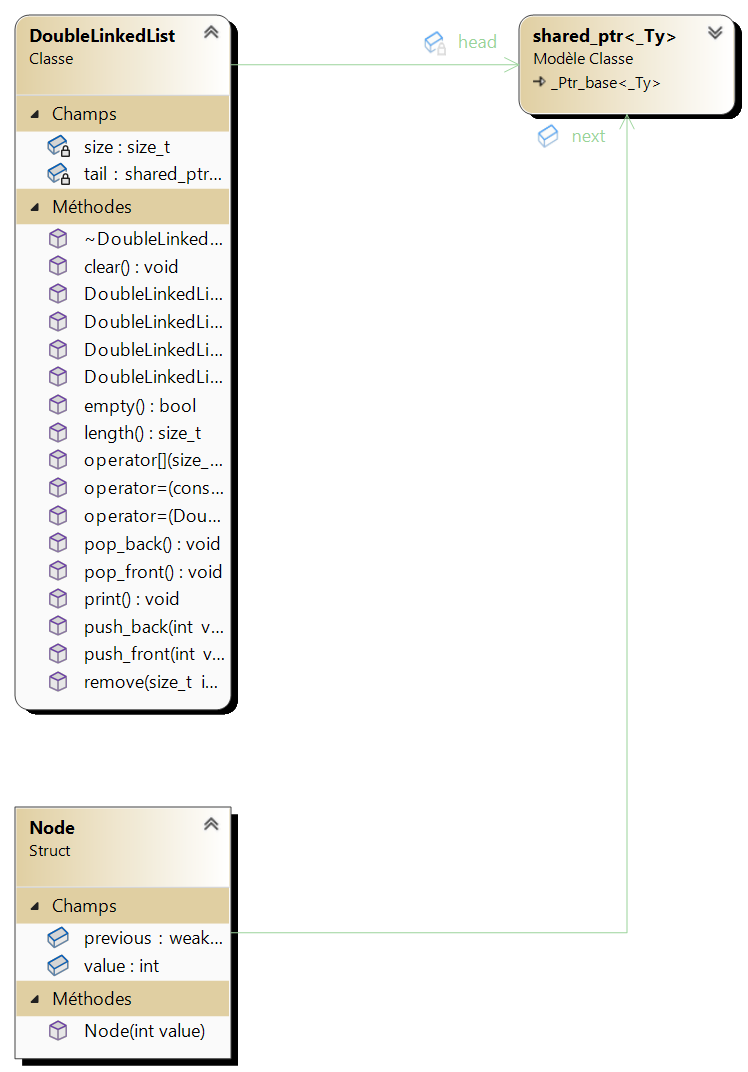 DoubleLinkedList
Classe
Champs
size : size_t
tail : shared_ptr...
Méthodes
~DoubleLinked...
clear() : void
DoubleLinkedLi...
DoubleLinkedLi...
DoubleLinkedLi...
DoubleLinkedLi...
empty() : bool
length() : size_t
operator[](size_...
operator=(cons...
operator=(Dou...
pop_back() : void
pop_front() : void
print() : void
push_back(int v...
push_front(int v...
remove(size_t i...
head
shared_ptr<_Ty>
Modèle Classe
_Ptr_base<_Ty>
next
Node
Struct
Champs
previous : weak...
value : int
Méthodes
Node(int value)